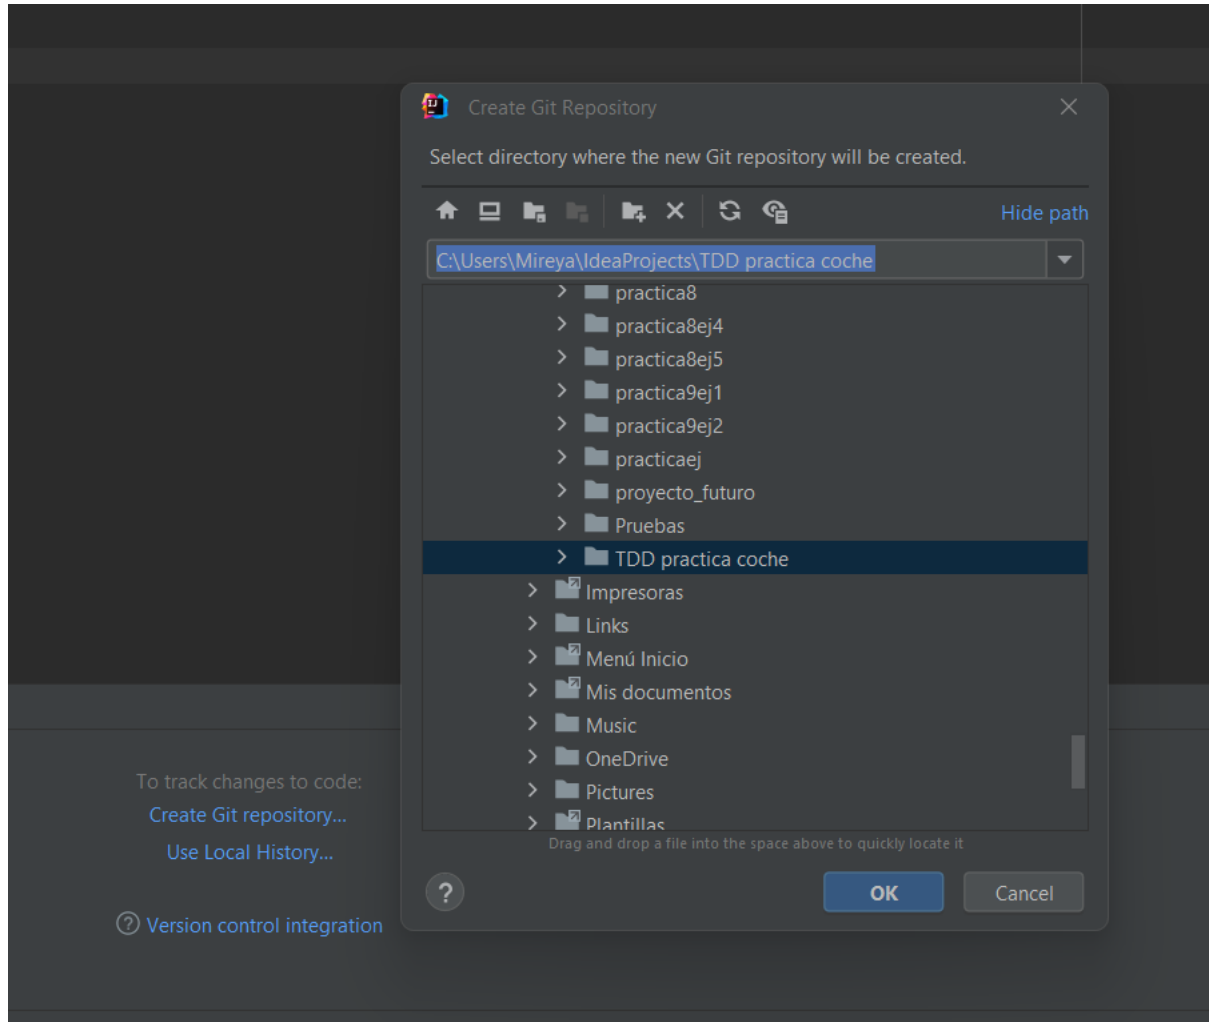 Create Git Repository
Select directory where the new Git repository will be created.
Hide path
C:\Users\Mireya\IdeaProjects\TDD practica coche
practica8
practica8ej4
practica8ej5
practica9ej1
practica9ej2
practicaej
proyecto_futuro
Pruebas
TDD practica coche
Impresoras
Links
Menú Inicio
Mis documentos
Music
OneDrive
Pictures
Plantillas
Drag and drop a file into the space above to quickly locate it
?
OK
Cancel
To track changes to code:
Create Git repository...
Use Local History...
? Version control integration